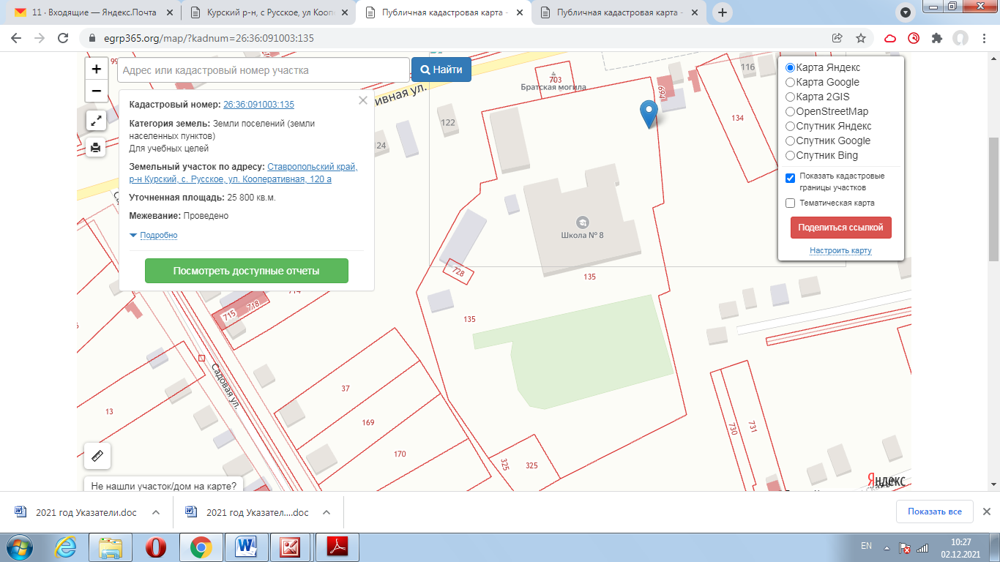 11 · Входящие — Яндекс.Почта
Курский р-н, с Русское, ул Кооп
Публичная кадастровая карта -
Публичная кадастровая карта -
egrp365.org/map/?kadnum=26:36:091003:135
+
−
Адрес или кадастровый номер участка
Найти
Кадастровый номер: 26:36:091003:135
Категория земель: Земли поселений (земли
населенных пунктов)
Для учебных целей
Земельный участок по адресу: Ставропольский край,
р-н Курский, с. Русское, ул. Кооперативная, 120 а
Уточненная площадь: 25 800 кв.м.
Межевание: Проведено
Подробно
Посмотреть доступные отчеты
Карта Яндекс
Карта Google
Карта 2GIS
OpenStreetMap
Спутник Яндекс
Спутник Google
Спутник Bing
Показать кадастровые
границы участков
Тематическая карта
Поделиться ссылкой
Настроить карту
99
ивная ул.
703
Братская могила
694
116
134
122
124
Школа № 8
728
135
135
714
715
718
Садовая ул.
37
13
169
170
325
325
730
731
Яндекс
Не нашли участок/дом на карте?
2021 год Указатели.doc
2021 год Указател....doc
Показать все
EN
10:27
02.12.2021